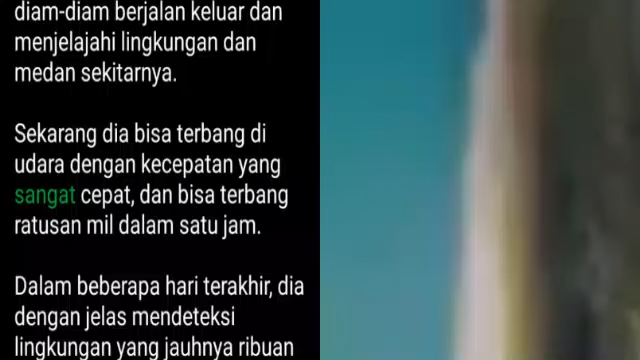 diam-diam berjalan keluar dan
menjelajahi lingkungan dan
medan sekitarnya.
Sekarang dia bisa terbang di
udara dengan kecepatan yang
sangat cepat, dan bisa terbang
ratusan mil dalam satu jam.
Dalam beberapa hari terakhir, dia
dengan jelas mendeteksi
lingkungan yang jauhnya ribuan